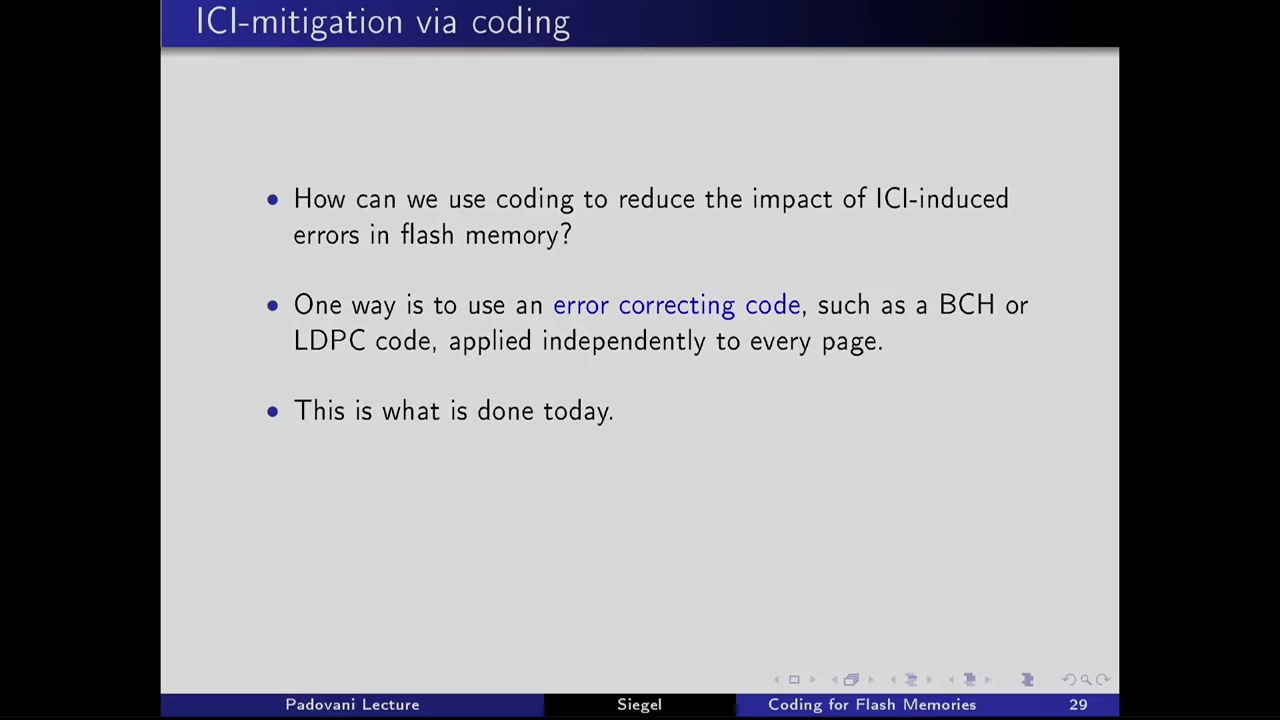 ICI-mitigation via coding
• How can we use coding to reduce the impact of ICI-induced
errors in flash memory?
• One way is to use an error correcting code, such as a BCH or
LDPC code, applied independently to every page.
• This is what is done today.
Padovani Lecture Siegel Coding for Flash Memories 29